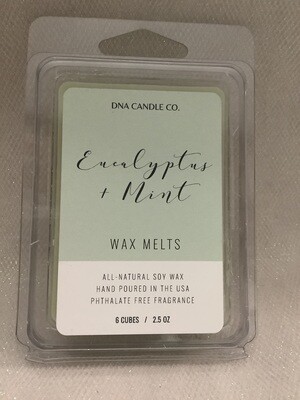 DNA CANDLE CO.
Eucalyptus
+ Mint
WAX MELTS
ALL-NATURAL SOY WAX
HAND POURED IN THE USA
PHTHALATE FREE FRAGRANCE
6 CUBES / 2.5 OZ